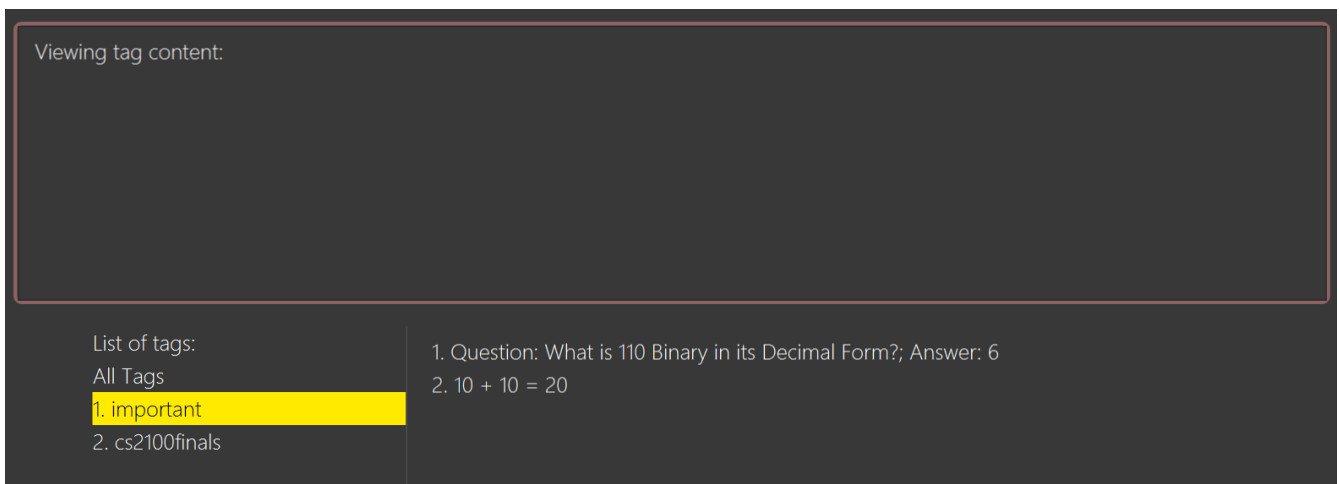 Viewing tag content:
List of tags:
All Tags
1. important
2. cs2100finals
1. Question: What is 110 Binary in its Decimal Form?; Answer: 6
2. 10 + 10 = 20